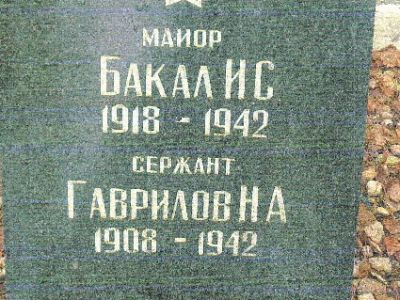 МАЙОР
БАКАЛ И С
1918 - 1942
СЕРЖАНТ
ГАВРИЛОВ Н А
1908 - 1942